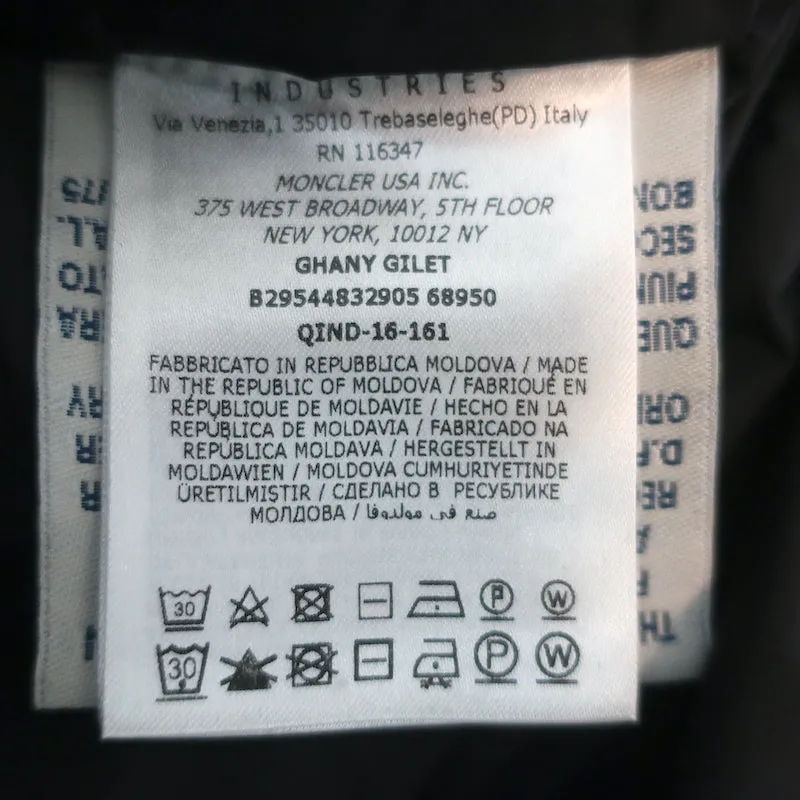 INDUSTRIES
Via Venezia,1 35010 Trebaseleghe(PD) Italy
RN 116347
MONCLER USA INC.
375 WEST BROADWAY, 5TH FLOOR
NEW YORK, 10012 NY
GHANY GILET
B29544832905 68950
QIND-16-161
FABBRICATO IN REPUBBLICA MOLDOVA / MADE
IN THE REPUBLIC OF MOLDOVA / FABRIQUÉ EN
RÉPUBLIQUE DE MOLDAVIE / HECHO EN LA
REPÚBLICA DE MOLDAVIA / FABRICADO NA
REPÚBLICA MOLDAVA / HERGESTELLT IN
MOLDAWIEN / MOLDOVA CUMHURIYETINDE
ÜRETILMIŞTIR / СДЕЛАНО В РЕСУБЛИКЕ
МОЛДОВА / صنع في مولدوفا
30 P W
30 P W